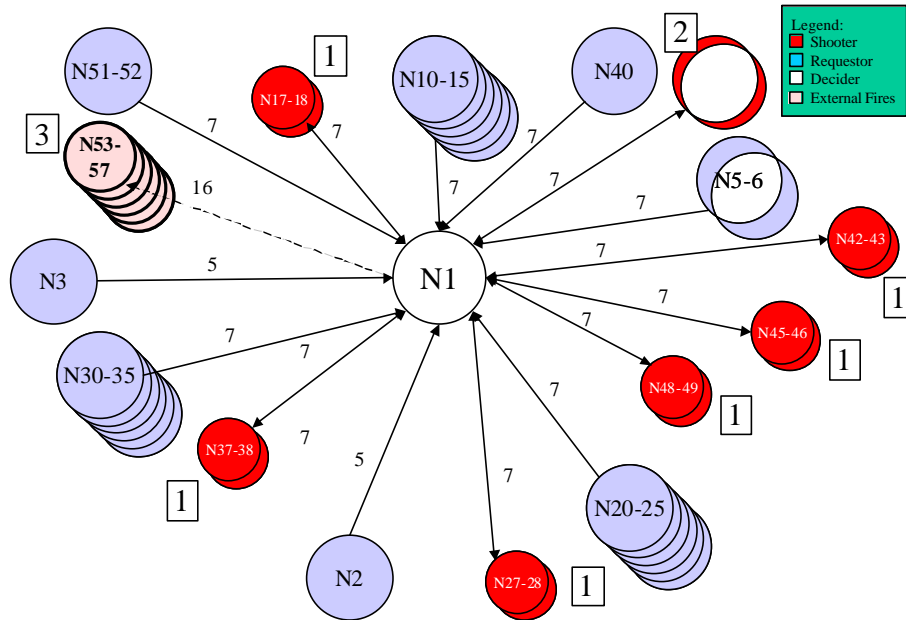 N51-52
1
N17-18
N10-15
N40
2
Legend:
Shooter
Requestor
Decider
External Fires
3
N53-
57
7
7
7
7
7
16
7
N5-6
N42-43
1
N3
5
N1
7
7
N45-46
1
7
N30-35
7
7
N48-49
1
N37-38
1
7
5
7
7
N20-25
N2
N27-28
1